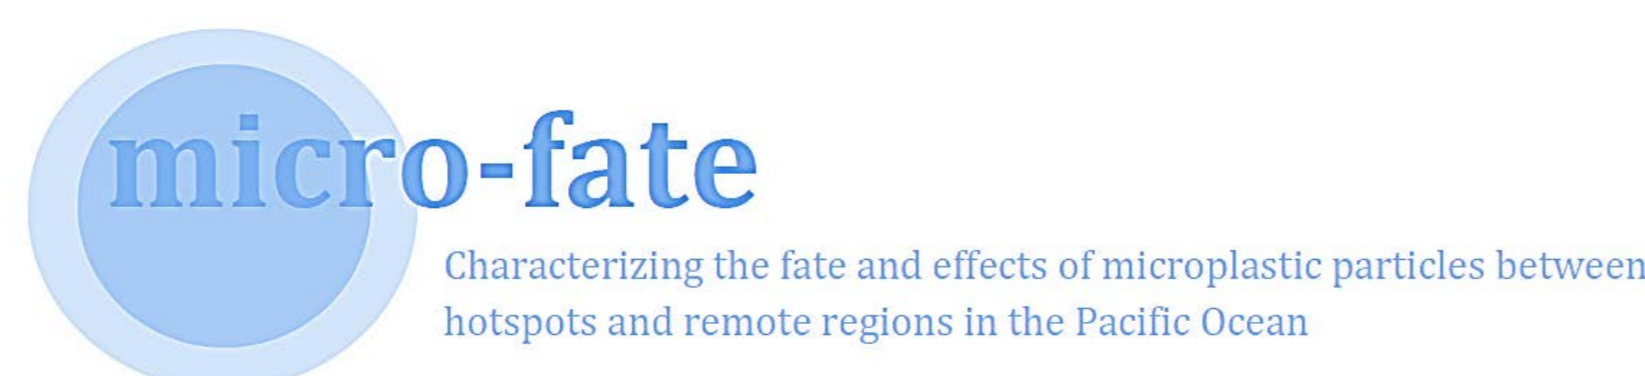 micro-fate
Characterizing the fate and effects of microplastic particles between
hotspots and remote regions in the Pacific Ocean